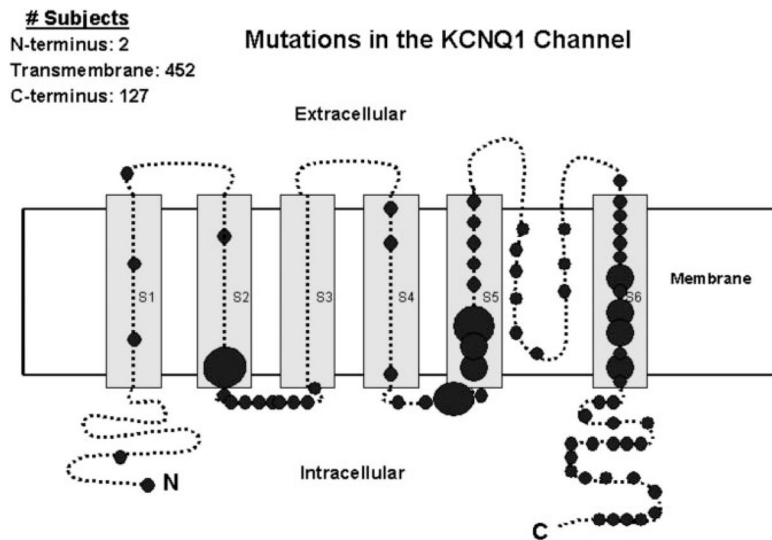 # Subjects
N-terminus: 2
Transmembrane: 452
C-terminus: 127
Mutations in the KCNQ1 Channel
Extracellular
S1
S2
S3
S4
S5
S6
Membrane
N
Intracellular
C